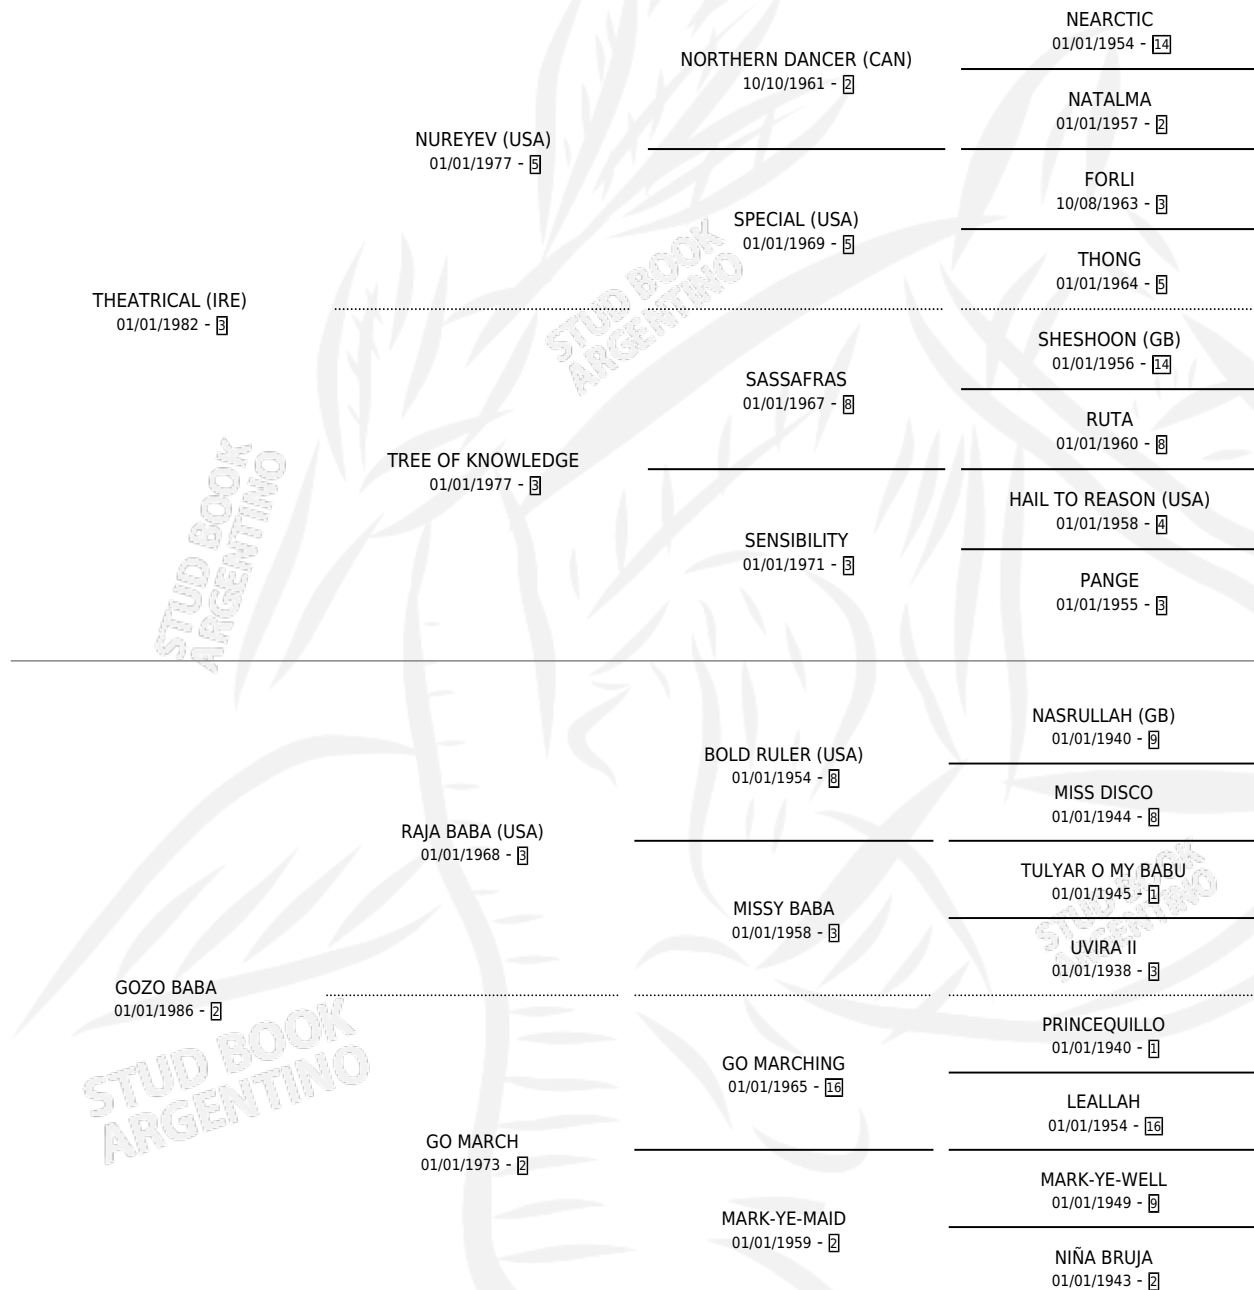 NEARCTIC
01/01/1954 - 14
NORTHERN DANCER (CAN)
10/10/1961 - 2
NATALMA
01/01/1957 - 2
NUREYEV (USA)
01/01/1977 - 5
FORLI
10/08/1963 - 3
SPECIAL (USA)
01/01/1969 - 5
THONG
01/01/1964 - 5
THEATRICAL (IRE)
01/01/1982 - 3
SHESHOON (GB)
01/01/1956 - 14
SASSAFRAS
01/01/1967 - 8
RUTA
01/01/1960 - 8
TREE OF KNOWLEDGE
01/01/1977 - 3
HAIL TO REASON (USA)
01/01/1958 - 4
SENSIBILITY
01/01/1971 - 3
PANGE
01/01/1955 - 3
NASRULLAH (GB)
01/01/1940 - 9
BOLD RULER (USA)
01/01/1954 - 8
MISS DISCO
01/01/1944 - 8
RAJA BABA (USA)
01/01/1968 - 3
TULYAR O MY BABU
01/01/1945 - 1
MISSY BABA
01/01/1958 - 3
UVIRA II
01/01/1938 - 3
GOZO BABA
01/01/1986 - 2
PRINCEQUILLO
01/01/1940 - 1
GO MARCHING
01/01/1965 - 16
LEALLAH
01/01/1954 - 16
GO MARCH
01/01/1973 - 2
MARK-YE-WELL
01/01/1949 - 9
MARK-YE-MAID
01/01/1959 - 2
NIÑA BRUJA
01/01/1943 - 2
STUD BOOK
ARGENTINO
STUD BOOK
ARGENTINO
STUD BOOK
ARGENTINO
STUD BOOK
ARGENTINO